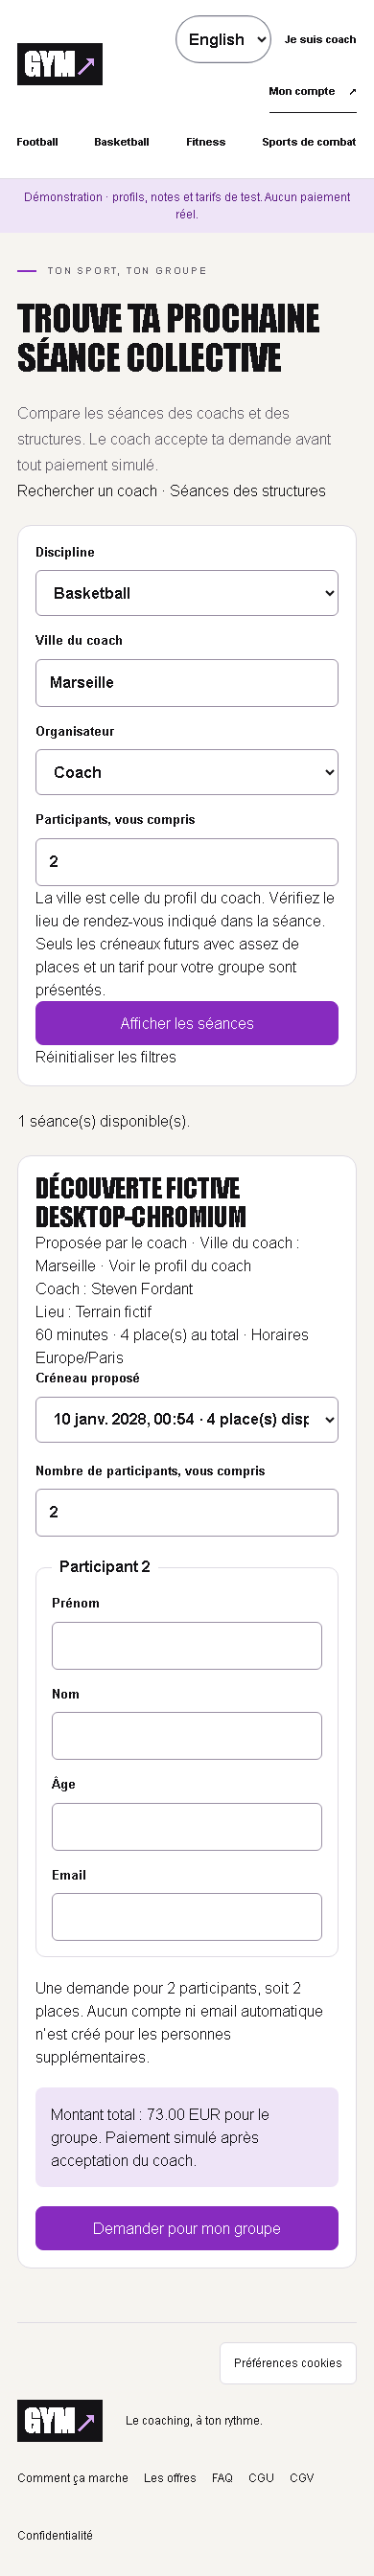 GYM
English
Je suis coach
Mon compte ↗
Football Basketball Fitness Sports de combat
Démonstration · profils, notes et tarifs de test. Aucun paiement
réel.
TON SPORT, TON GROUPE
TROUVE TA PROCHAINE
SÉANCE COLLECTIVE
Compare les séances des coachs et des
structures. Le coach accepte ta demande avant
tout paiement simulé.
Rechercher un coach · Séances des structures
Discipline
Basketball
Ville du coach
Marseille
Organisateur
Coach
Participants, vous compris
2
La ville est celle du profil du coach. Vérifiez le
lieu de rendez-vous indiqué dans la séance.
Seuls les créneaux futurs avec assez de
places et un tarif pour votre groupe sont
présentés.
Afficher les séances
Réinitialiser les filtres
1 séance(s) disponible(s).
DÉCOUVERTE FICTIVE
DESKTOP-CHROMIUM
Proposée par le coach · Ville du coach :
Marseille · Voir le profil du coach
Coach : Steven Fordant
Lieu : Terrain fictif
60 minutes · 4 place(s) au total · Horaires
Europe/Paris
Créneau proposé
10 janv. 2028, 00:54 · 4 place(s) disp
Nombre de participants, vous compris
2
Participant 2
Prénom
Nom
Âge
Email
Une demande pour 2 participants, soit 2
places. Aucun compte ni email automatique
n'est créé pour les personnes
supplémentaires.
Montant total : 73.00 EUR pour le
groupe. Paiement simulé après
acceptation du coach.
Demander pour mon groupe
Préférences cookies
GYM
Le coaching, à ton rythme.
Comment ça marche Les offres FAQ CGU CGV
Confidentialité